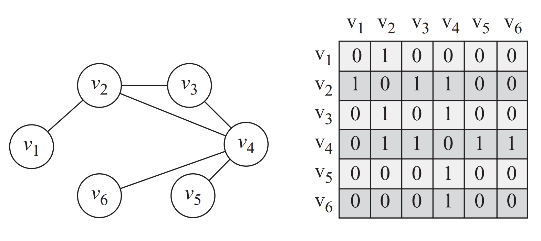 v1 v2 v3 v4 v5 v6
v2 v3
v1 v4
v6 v5
v1 0 1 0 0 0 0
v2 1 0 1 1 0 0
v3 0 1 0 1 0 0
v4 0 1 1 0 1 1
v5 0 0 0 1 0 0
v6 0 0 0 1 0 0